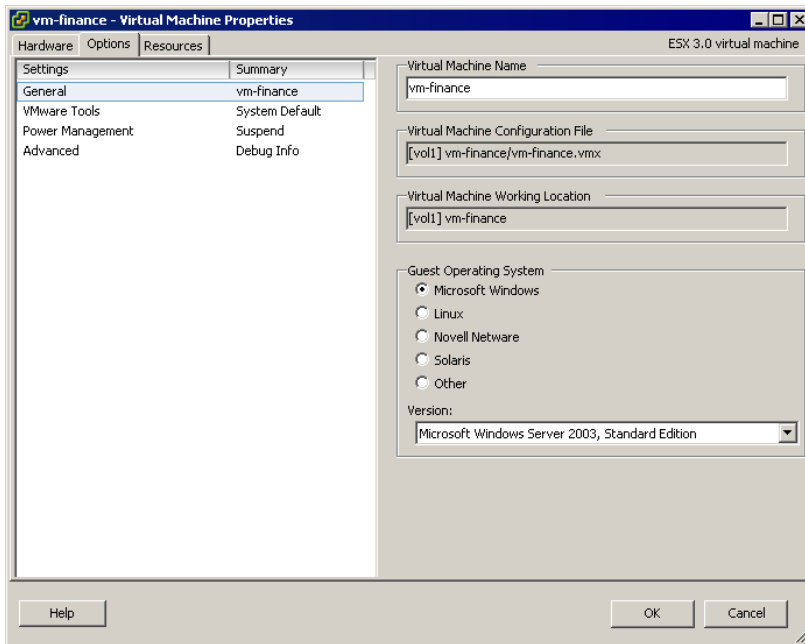 vm-finance - Virtual Machine Properties
Hardware Options Resources ESX 3.0 virtual machine
Settings Summary
General vm-finance
VMware Tools System Default
Power Management Suspend
Advanced Debug Info
Virtual Machine Name
vm-finance
Virtual Machine Configuration File
[vol1] vm-finance/vm-finance.vmx
Virtual Machine Working Location
[vol1] vm-finance
Guest Operating System
Microsoft Windows
Linux
Novell Netware
Solaris
Other
Version:
Microsoft Windows Server 2003, Standard Edition
Help OK Cancel